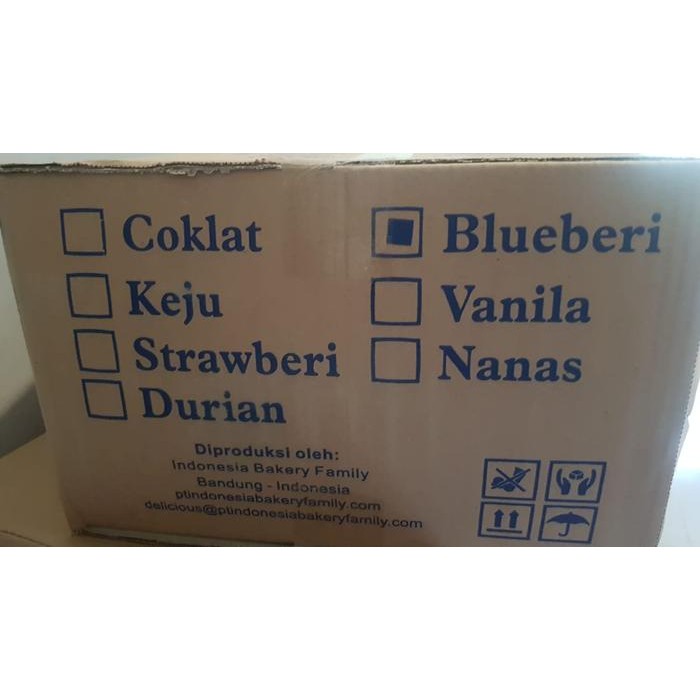 Coklat
Keju
Strawberi
Durian
Blueberi
Vanila
Nanas
Diproduksi oleh:
Indonesia Bakery Family
Bandung - Indonesia
ptindonesiabakeryfamily.com
delicious@ptindonesiabakeryfamily.com